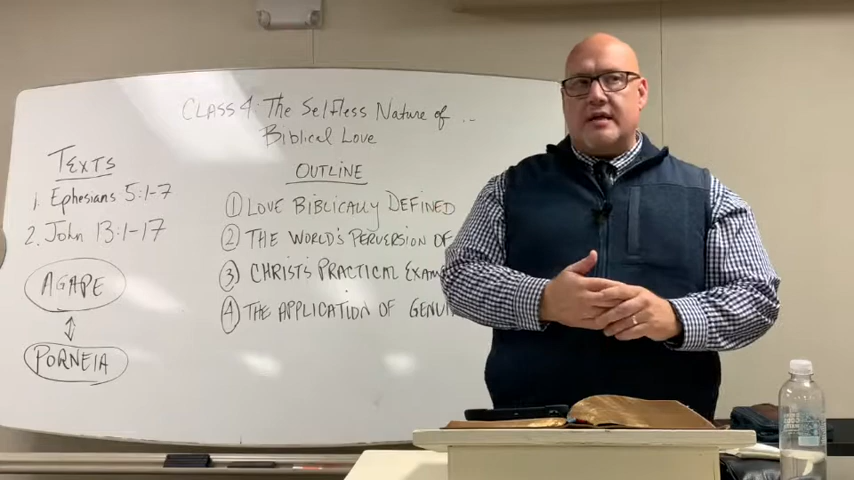 CLASS 4: The Selfless Nature of ...
Biblical Love
TEXTS
1. Ephesians 5:1-7
2. John 13:1-17
AGAPE
PORNEIA
OUTLINE
1 LOVE BIBLICALLY DEFINED
2 THE WORLD'S PERVERSION OF
3 CHRIST'S PRACTICAL EXAM
4 THE APPLICATION OF